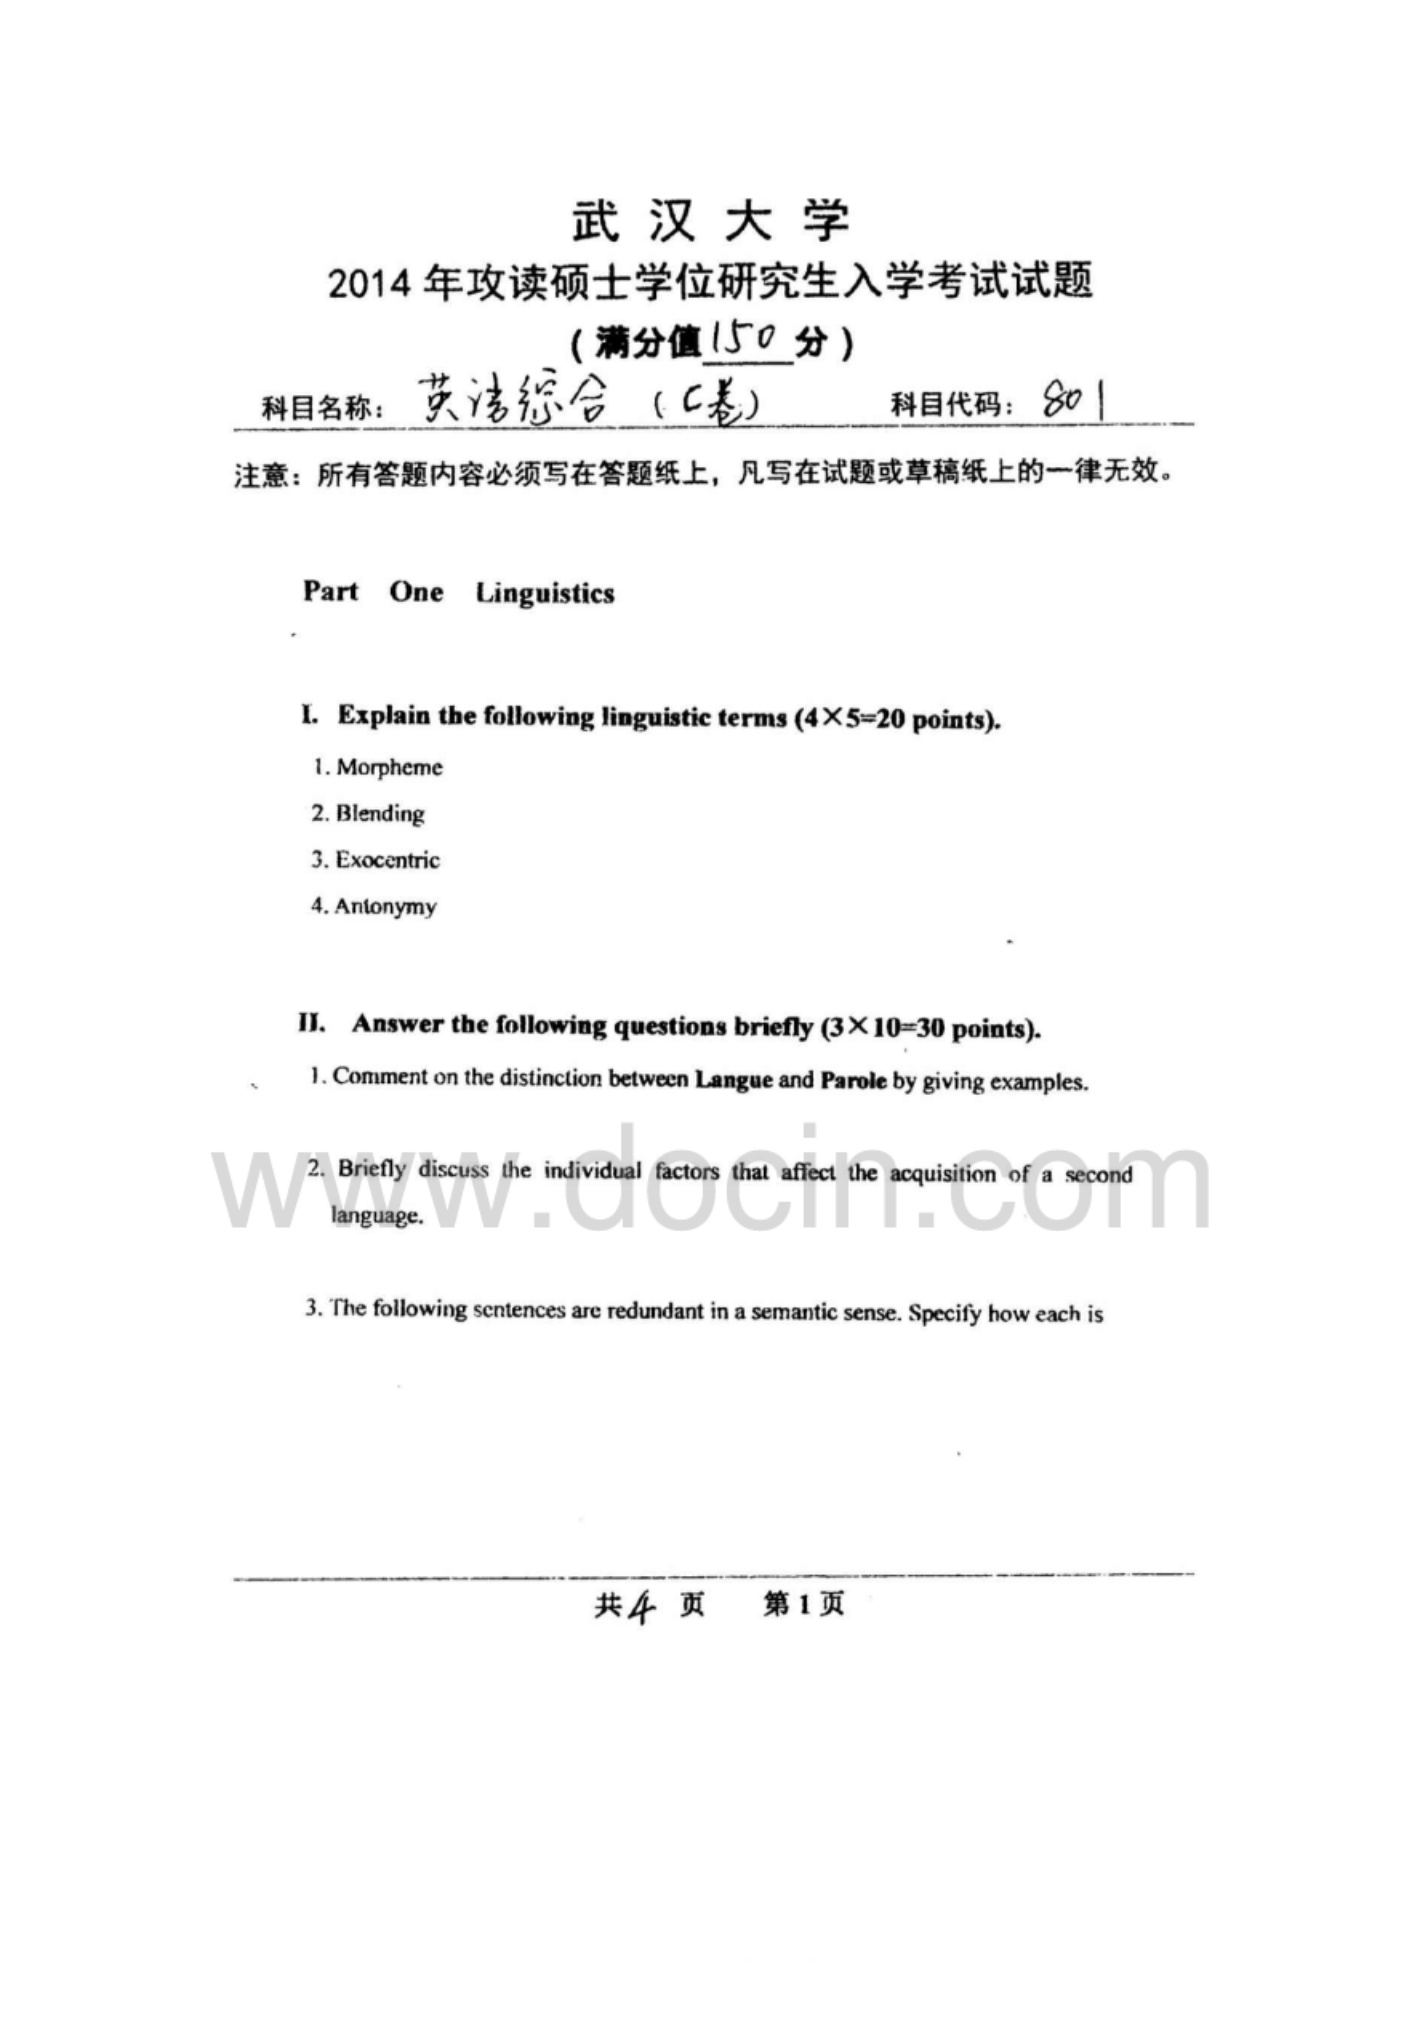 武汉大学
2014年攻读硕士学位研究生入学考试试题
（满分值 150 分）
科目名称：英语综合（C卷） 科目代码：801
注意：所有答题内容必须写在答题纸上，凡写在试题或草稿纸上的一律无效。
Part One Linguistics
I. Explain the following linguistic terms (4×5=20 points).
1. Morpheme
2. Blending
3. Exocentric
4. Antonymy
II. Answer the following questions briefly (3×10=30 points).
1. Comment on the distinction between Langue and Parole by giving examples.
www.docin.com
2. Briefly discuss the individual factors that affect the acquisition of a second
language.
3. The following sentences are redundant in a semantic sense. Specify how each is
共 4 页 第 1 页